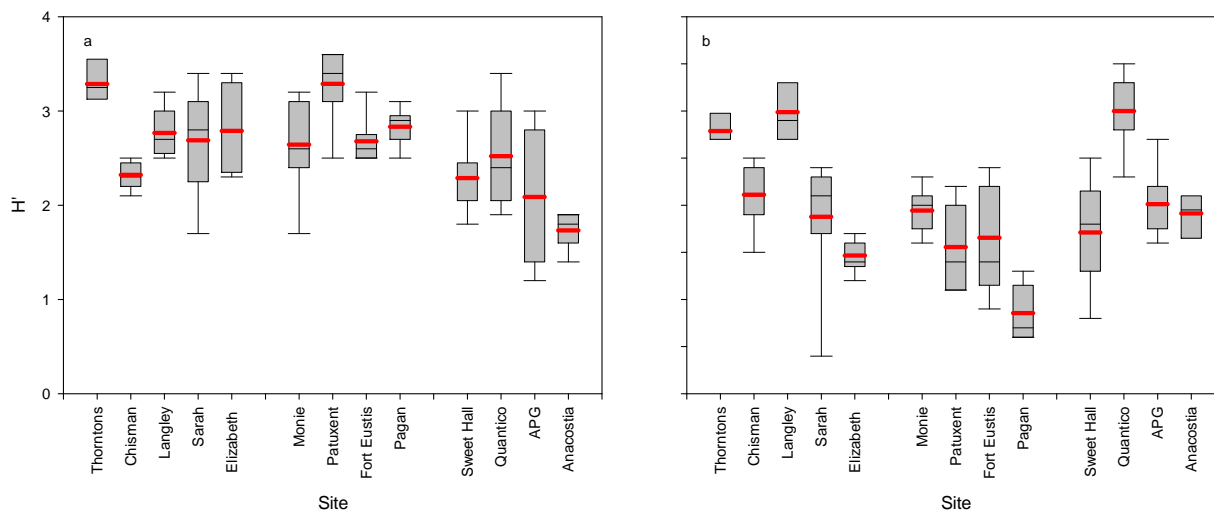 4
a
b
3
H'
2
1
0
Thorntons
Chisman
Langley
Sarah
Elizabeth
Monie
Patuxent
Fort Eustis
Pagan
Sweet Hall
Quantico
APG
Anacostia
Thorntons
Chisman
Langley
Sarah
Elizabeth
Monie
Patuxent
Fort Eustis
Pagan
Sweet Hall
Quantico
APG
Anacostia
Site
Site